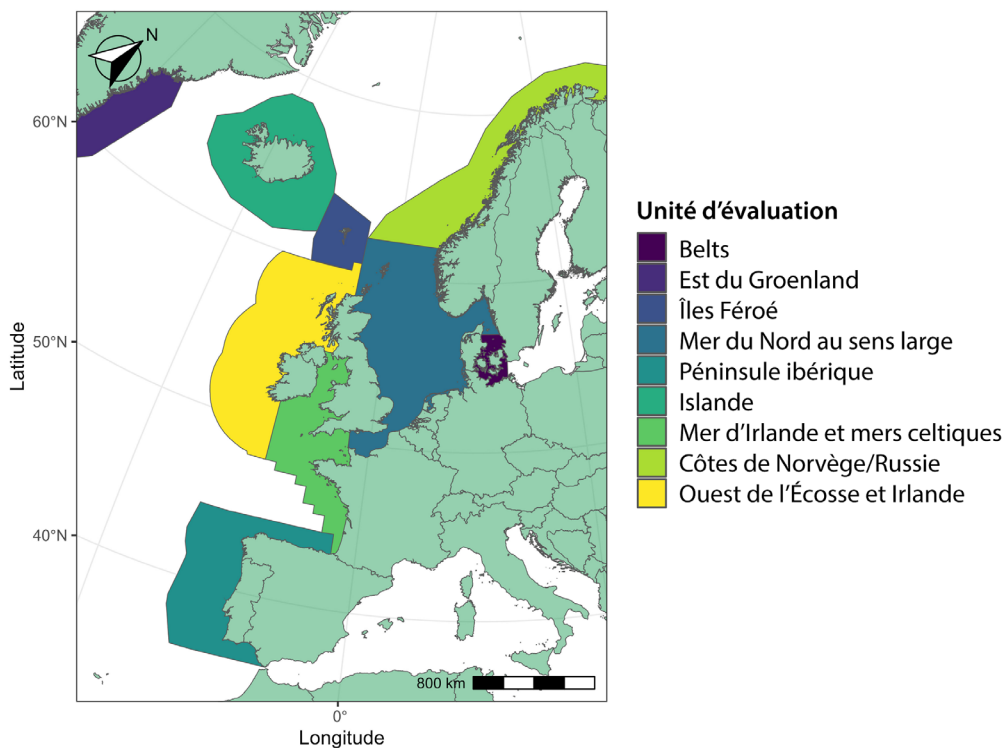 N
60°N
50°N
40°N
Latitude
0°
Longitude
800 km
Unité d’évaluation
Belts
Est du Groenland
Îles Féroé
Mer du Nord au sens large
Péninsule ibérique
Islande
Mer d’Irlande et mers celtiques
Côtes de Norvège/Russie
Ouest de l’Écosse et Irlande